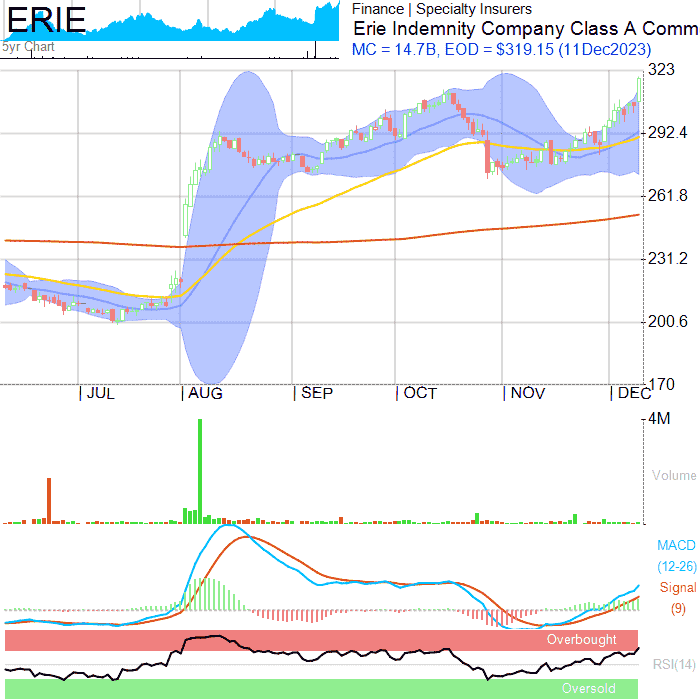 ERIE
5yr Chart
Finance | Specialty Insurers
Erie Indemnity Company Class A Comm
MC = 14.7B, EOD = $319.15 (11Dec2023)
323
292.4
261.8
231.2
200.6
170
JUL AUG SEP OCT NOV DEC
4M
Volume
MACD
(12-26)
Signal
(9)
Overbought
RSI(14)
Oversold